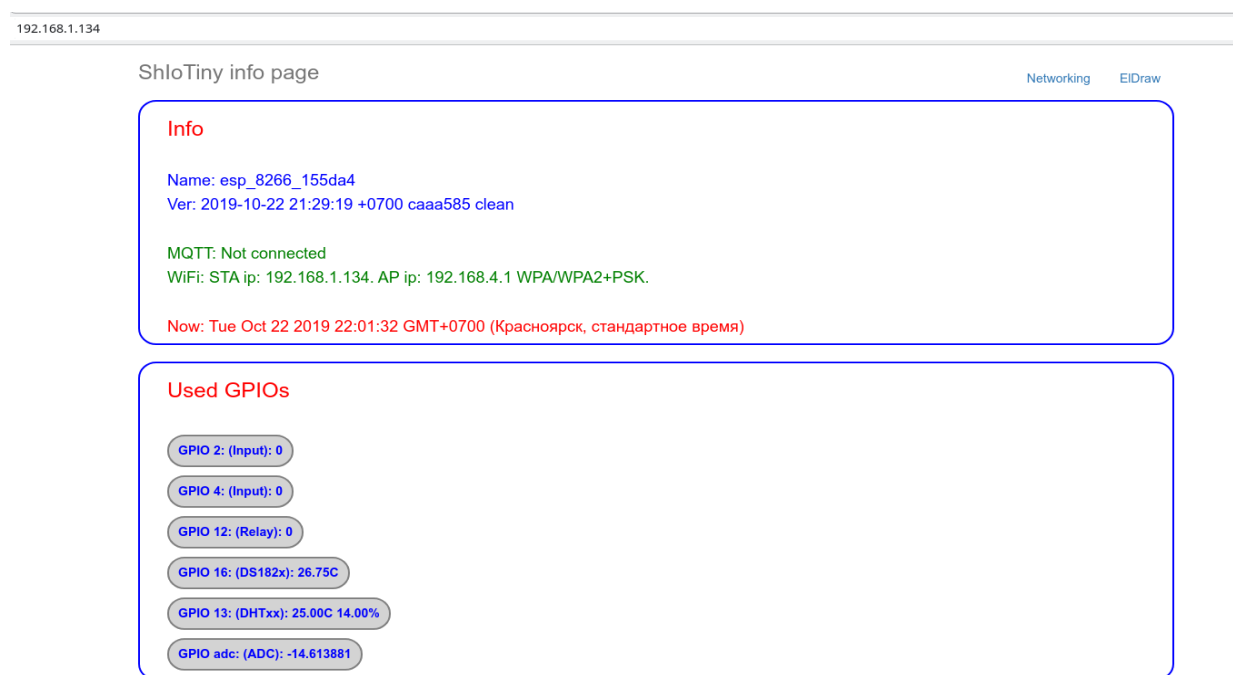 192.168.1.134
ShIoTiny info page
Networking ElDraw
Info
Name: esp_8266_155da4
Ver: 2019-10-22 21:29:19 +0700 caaa585 clean
MQTT: Not connected
WiFi: STA ip: 192.168.1.134. AP ip: 192.168.4.1 WPA/WPA2+PSK.
Now: Tue Oct 22 2019 22:01:32 GMT+0700 (Красноярск, стандартное время)
Used GPIOs
GPIO 2: (Input): 0
GPIO 4: (Input): 0
GPIO 12: (Relay): 0
GPIO 16: (DS182x): 26.75C
GPIO 13: (DHTxx): 25.00C 14.00%
GPIO adc: (ADC): -14.613881